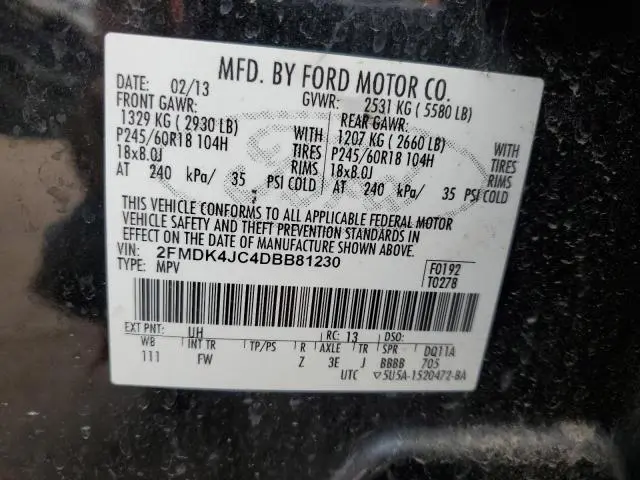 MFD. BY FORD MOTOR CO.
DATE: 02/13 GVWR: 2531 KG (5580 LB)
FRONT GAWR: REAR GAWR:
1329 KG (2930 LB) WITH 1207 KG (2660 LB) WITH
P245/60R18 104H TIRES P245/60R18 104H TIRES
18x8.0J RIMS 18x8.0J RIMS
AT 240 kPa/ 35 PSI COLD AT 240 kPa/ 35 PSI COLD
THIS VEHICLE CONFORMS TO ALL APPLICABLE FEDERAL MOTOR
VEHICLE SAFETY AND THEFT PREVENTION STANDARDS IN
EFFECT ON THE DATE OF MANUFACTURE SHOWN ABOVE.
VIN: 2FMDK4JC4DBB81230 F0192
TYPE: MPV T0278
EXT PNT: UH RC: 13 DSO:
WB INT TR TP/PS R AXLE TR SPR DQ11A
111 FW Z 3E J BBBB 705
UTC ▽5U5A-1520472-BA